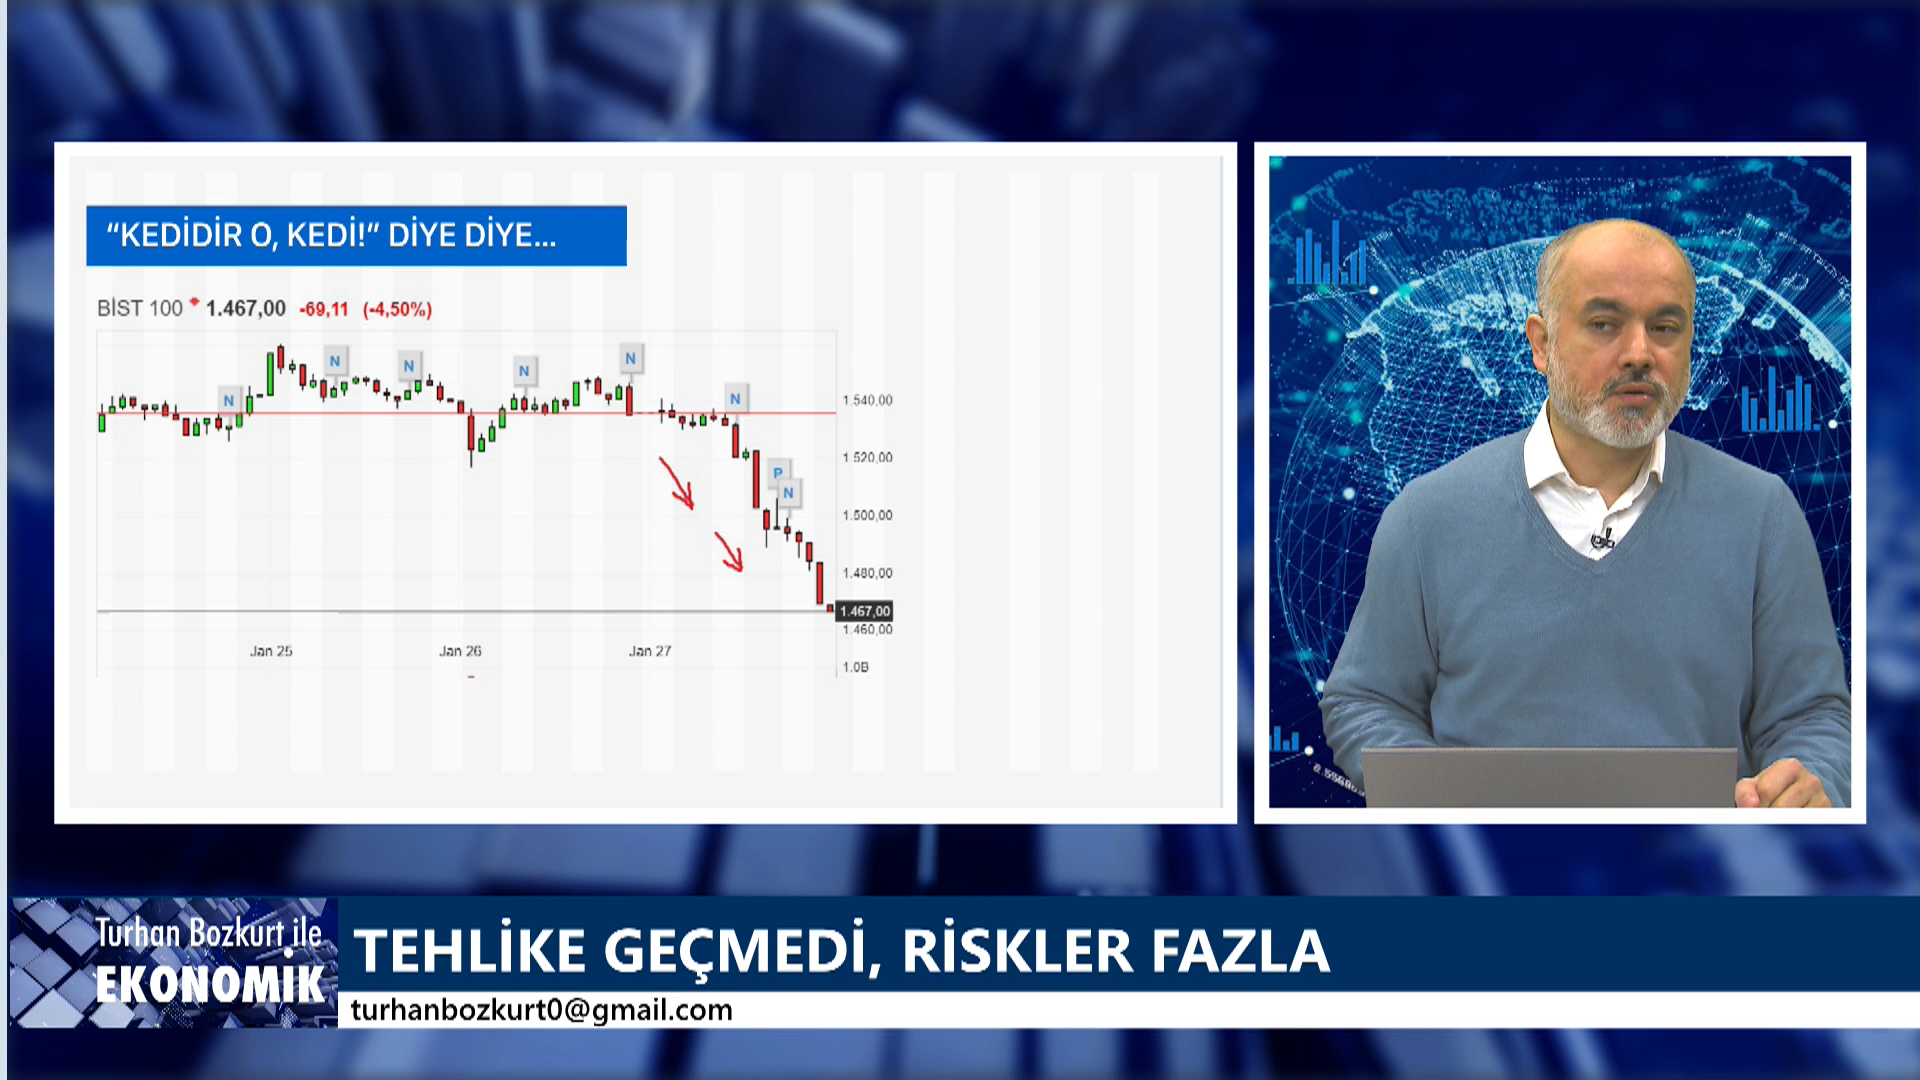 “KEDİDİR O, KEDİ!” DİYE DİYE...
BİST 100 1.467,00 -69,11 (-4,50%)
N
N
N
N
N
N
P
N
1.540,00
1.520,00
1.500,00
1.480,00
1.467,00
1.460,00
Jan 25
Jan 26
Jan 27
1.0B
Turhan Bozkurt ile
EKONOMİK
TEHLİKE GEÇMEDİ, RİSKLER FAZLA
turhanbozkurt0@gmail.com